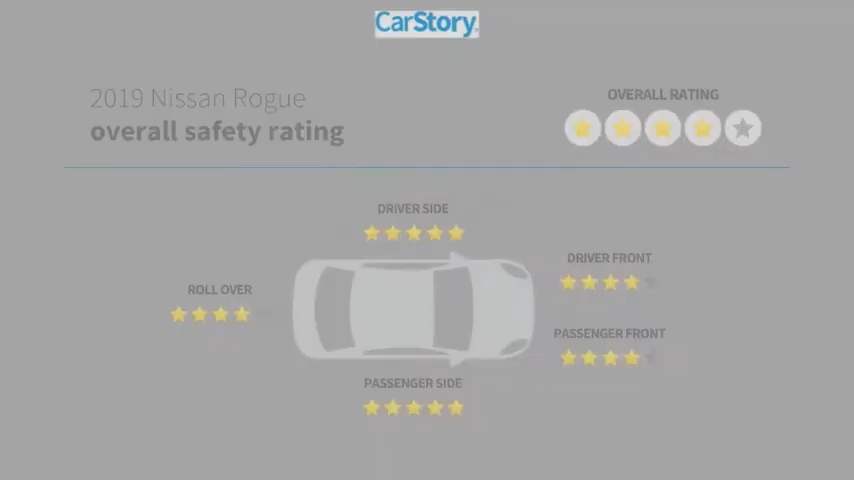 CarStory
2019 Nissan Rogue
overall safety rating
OVERALL RATING
DRIVER SIDE
DRIVER FRONT
ROLL OVER
PASSENGER FRONT
PASSENGER SIDE